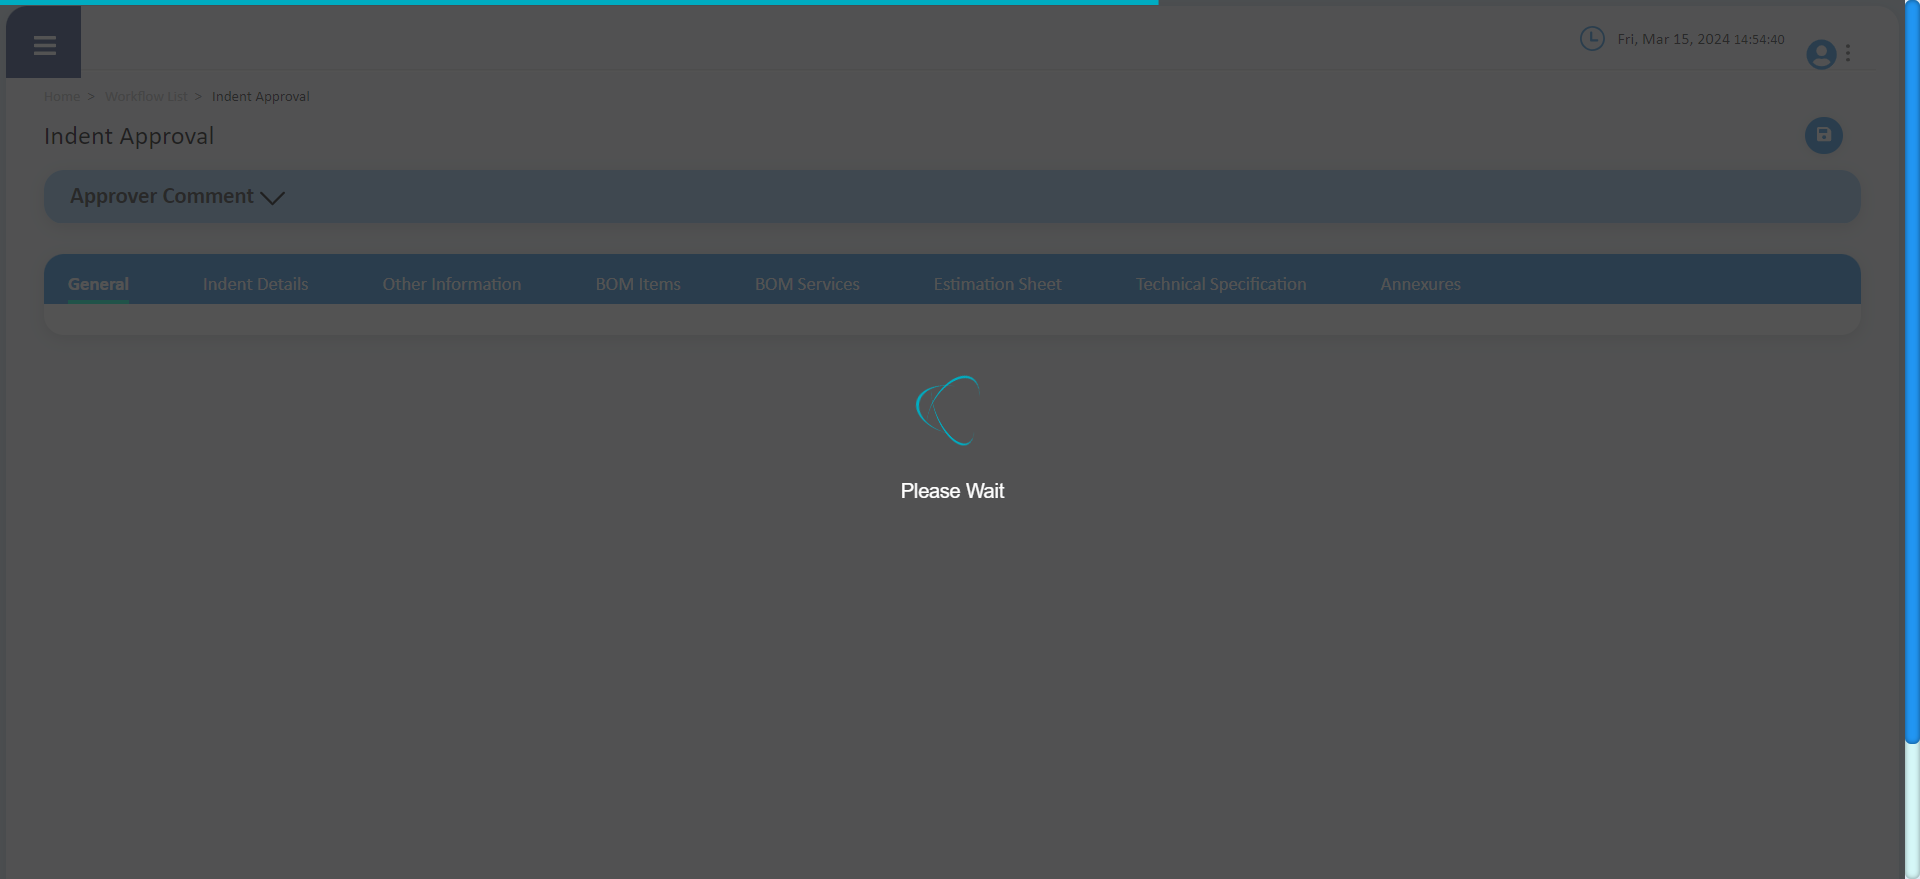 Fri, Mar 15, 2024 14:54:40
Home > Workflow List > Indent Approval
Indent Approval
Approver Comment
General Indent Details Other Information BOM Items BOM Services Estimation Sheet Technical Specification Annexures
Please Wait